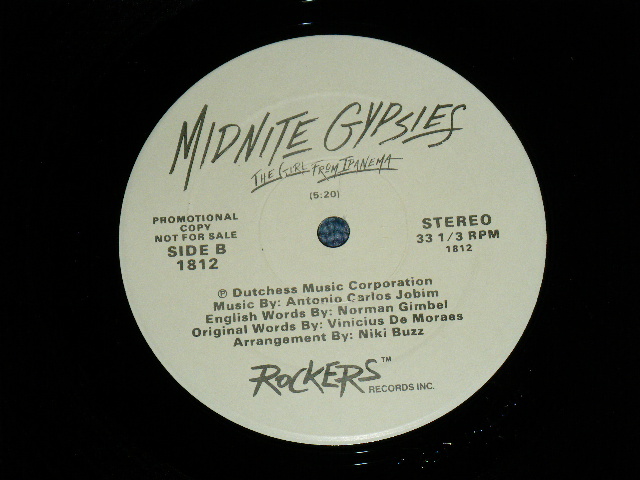 MIDNITE GYPSIES
THE GIRL FROM IPANEMA
(5:20)
PROMOTIONAL
COPY
NOT FOR SALE
SIDE B
1812
STEREO
33 1/3 RPM
1812
℗ Dutchess Music Corporation
Music By: Antonio Carlos Jobim
English Words By: Norman Gimbel
Original Words By: Vinicius De Moraes
Arrangement By: Niki Buzz
ROCKERS™
RECORDS INC.